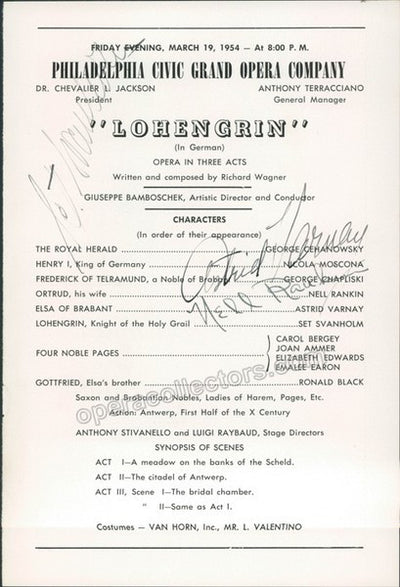 FRIDAY EVENING, MARCH 19, 1954 — At 8:00 P. M.
PHILADELPHIA CIVIC GRAND OPERA COMPANY
DR. CHEVALIER L. JACKSON ANTHONY TERRACCIANO
President General Manager
"LOHENGRIN"
(In German)
OPERA IN THREE ACTS
Written and composed by Richard Wagner
GIUSEPPE BAMBOSCHEK, Artistic Director and Conductor
CHARACTERS
(In order of their appearance)
Astrid Varnay
THE ROYAL HERALD GEORGE CEHANOWSKY
HENRY I, King of Germany NICOLA MOSCONA
FREDERICK OF TELRAMUND, a Noble of Brabant GEORGE CHAPLISKI
Nell Rankin
ORTRUD, his wife NELL RANKIN
ELSA OF BRABANT ASTRID VARNAY
LOHENGRIN, Knight of the Holy Grail SET SVANHOLM
FOUR NOBLE PAGES
CAROL BERGEY
JOAN AMMER
ELIZABETH EDWARDS
EMALEE EARON
GOTTFRIED, Elsa's brother RONALD BLACK
operacollectors.com
Saxon and Brabantian Nobles, Ladies of Harem, Pages, Etc.
Action: Antwerp, First Half of the X Century
ANTHONY STIVANELLO and LUIGI RAYBAUD, Stage Directors
SYNOPSIS OF SCENES
ACT I—A meadow on the banks of the Scheld.
ACT II—The citadel of Antwerp.
ACT III, Scene I—The bridal chamber.
" II—Same as Act 1.
Costumes — VAN HORN, Inc., MR. L. VALENTINO